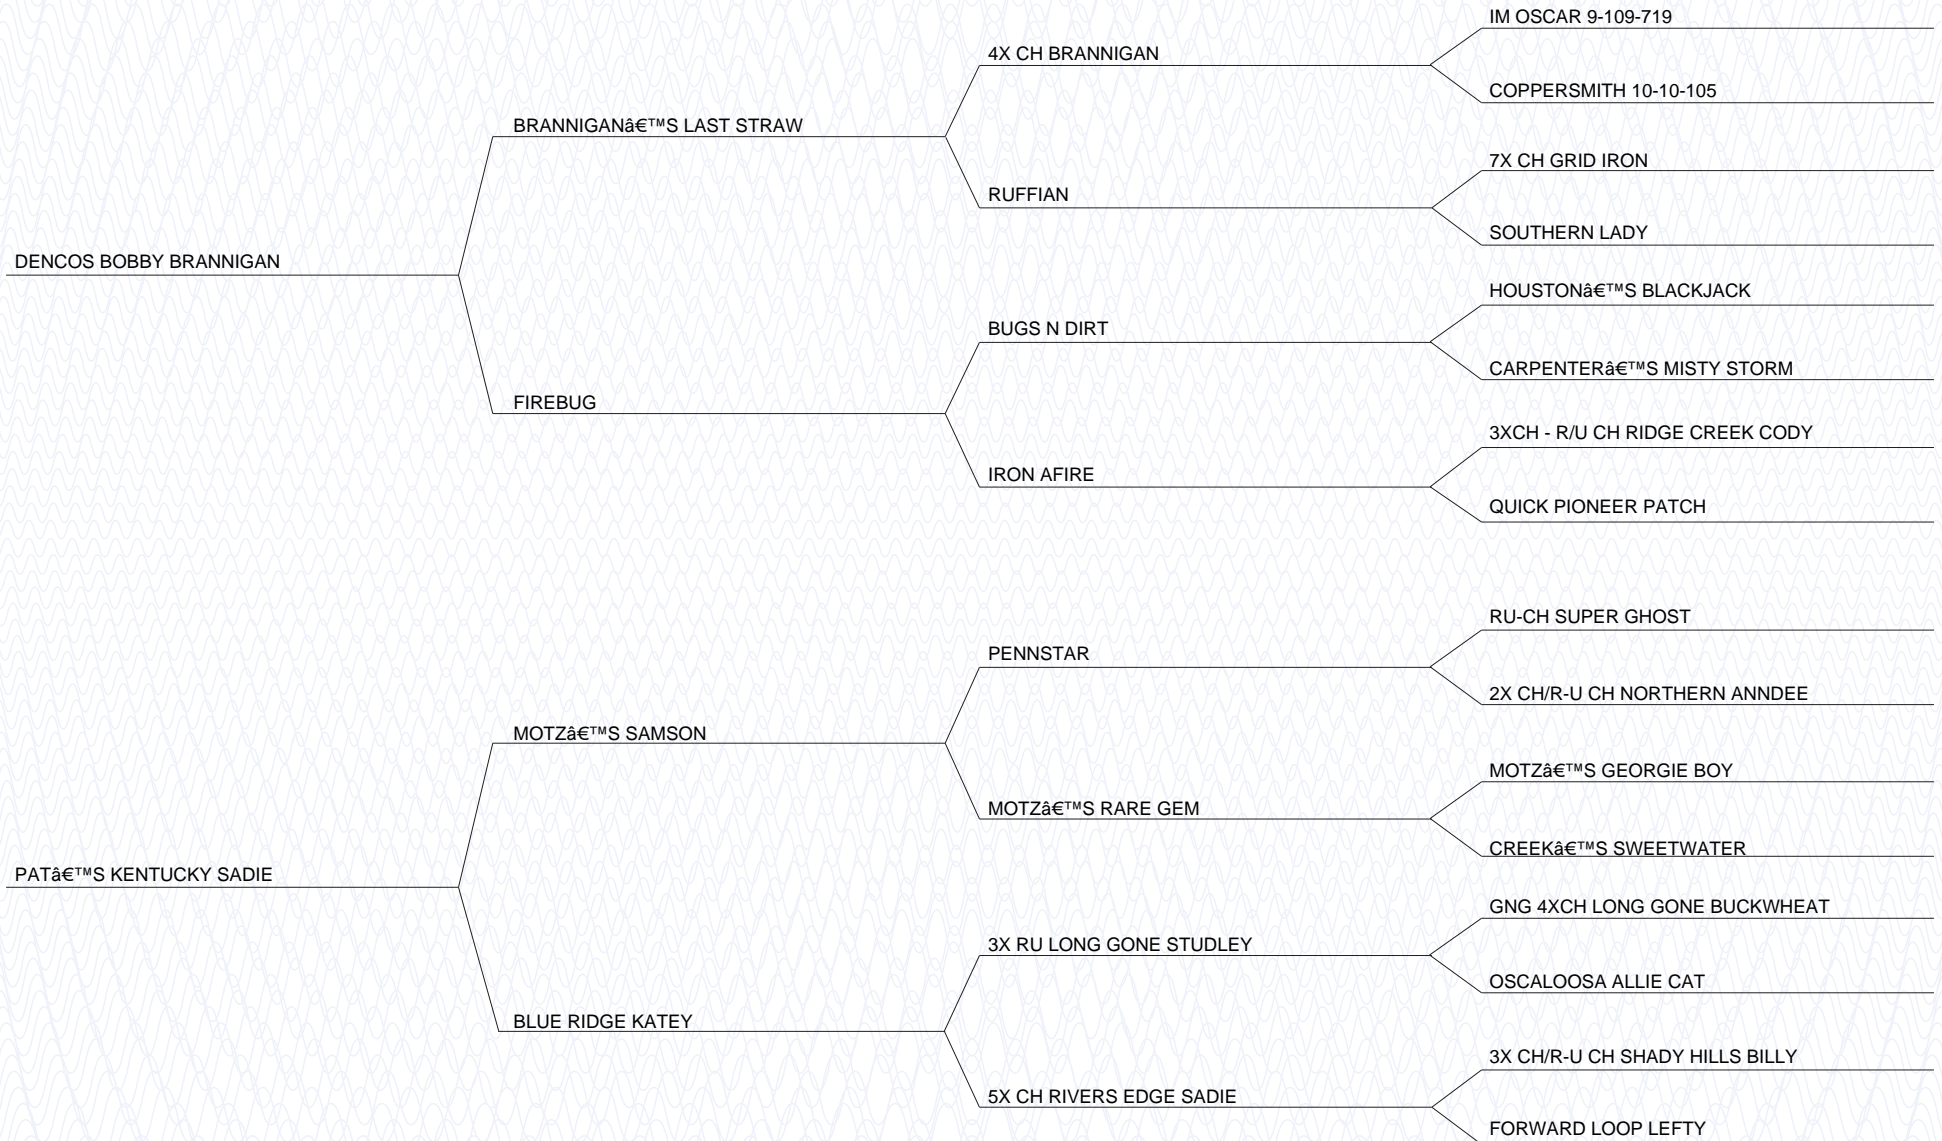 IM OSCAR 9-109-719
4X CH BRANNIGAN
COPPERSMITH 10-10-105
BRANNIGANâ€™S LAST STRAW
7X CH GRID IRON
RUFFIAN
SOUTHERN LADY
DENCOS BOBBY BRANNIGAN
HOUSTONâ€™S BLACKJACK
BUGS N DIRT
CARPENTERâ€™S MISTY STORM
FIREBUG
3XCH - R/U CH RIDGE CREEK CODY
IRON AFIRE
QUICK PIONEER PATCH
RU-CH SUPER GHOST
PENNSTAR
2X CH/R-U CH NORTHERN ANNDEE
MOTZâ€™S SAMSON
MOTZâ€™S GEORGIE BOY
MOTZâ€™S RARE GEM
CREEKâ€™S SWEETWATER
PATâ€™S KENTUCKY SADIE
GNG 4XCH LONG GONE BUCKWHEAT
3X RU LONG GONE STUDLEY
OSCALOOSA ALLIE CAT
BLUE RIDGE KATEY
3X CH/R-U CH SHADY HILLS BILLY
5X CH RIVERS EDGE SADIE
FORWARD LOOP LEFTY